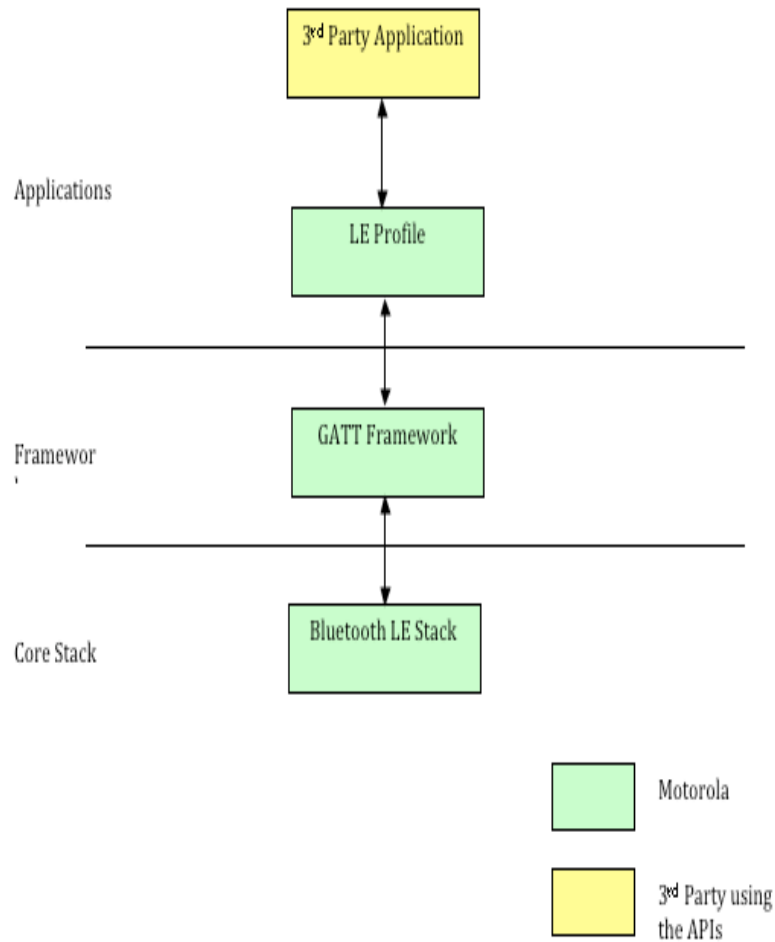 3rd Party Application
Applications
LE Profile
GATT Framework
Framewor
Bluetooth LE Stack
Core Stack
Motorola
3rd Party using
the APIs